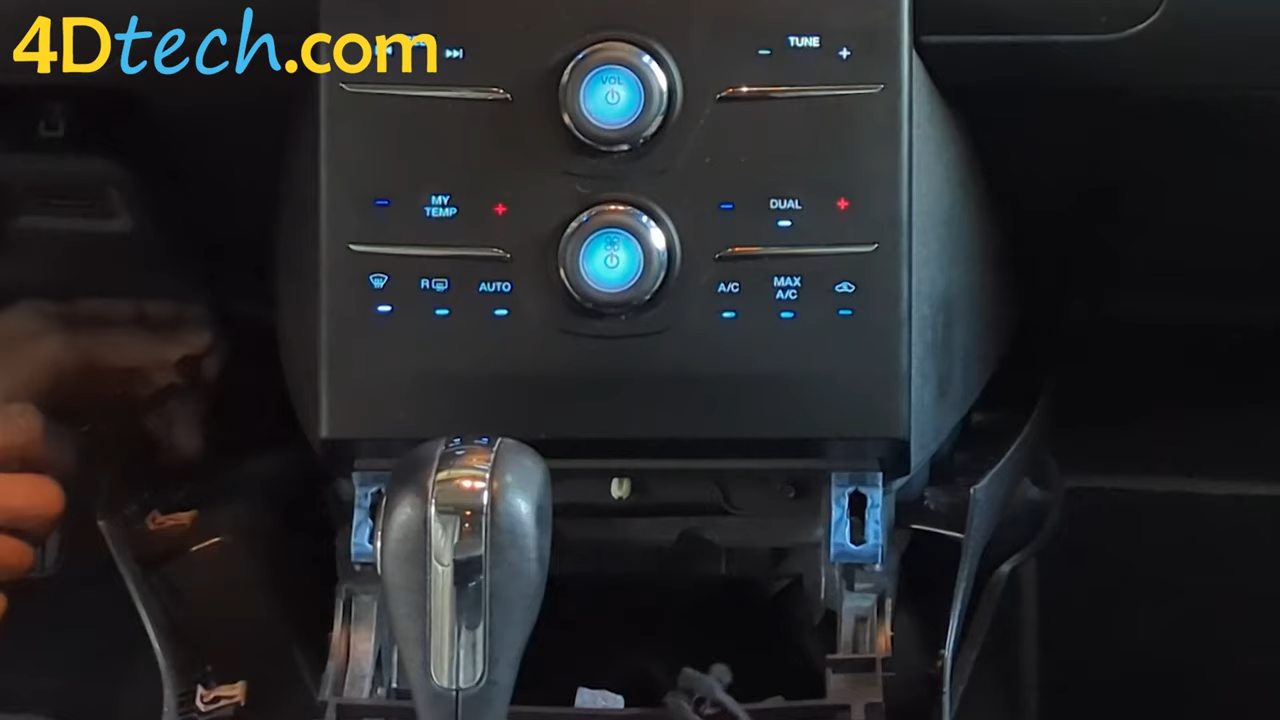 4Dtech.com
TUNE
VOL
MY
TEMP
DUAL
R
AUTO
A/C
MAX
A/C